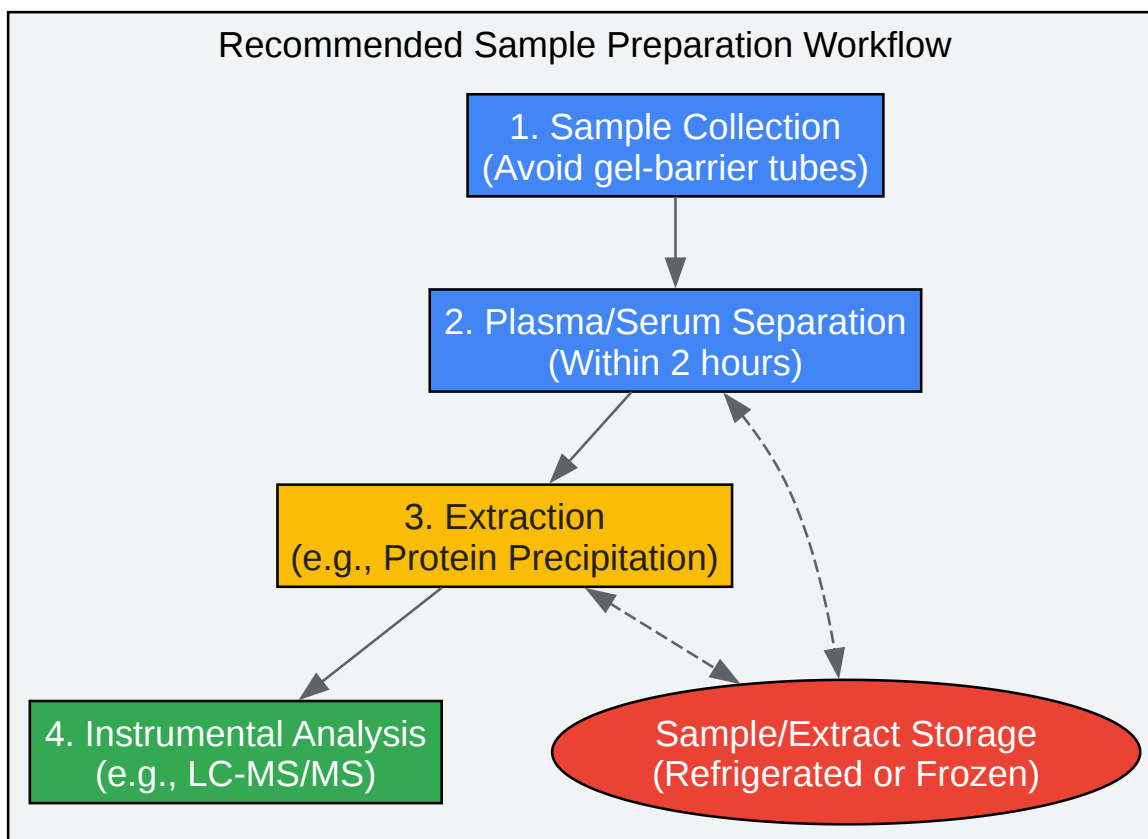 Recommended Sample Preparation Workflow
1. Sample Collection
(Avoid gel-barrier tubes)
2. Plasma/Serum Separation
(Within 2 hours)
3. Extraction
(e.g., Protein Precipitation)
4. Instrumental Analysis
(e.g., LC-MS/MS)
Sample/Extract Storage
(Refrigerated or Frozen)